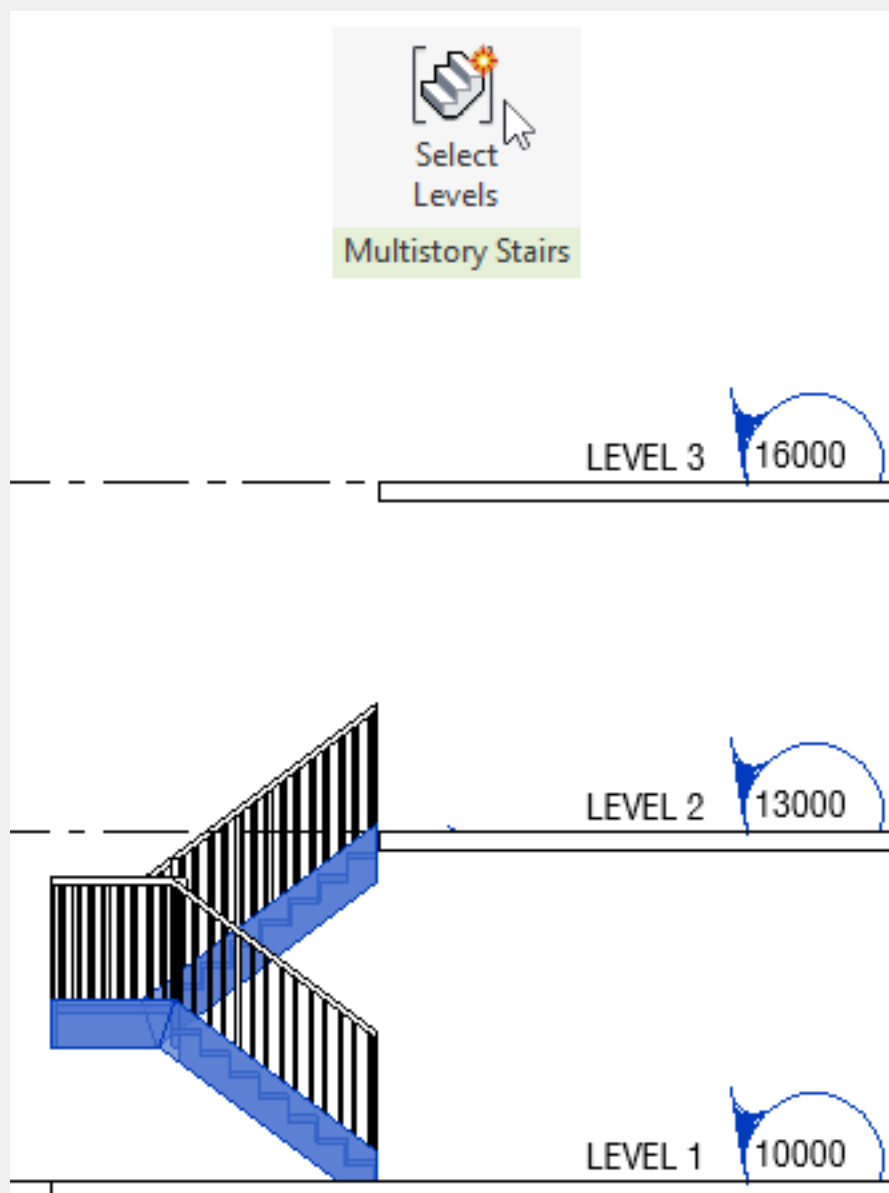 Select
Levels
Multistory Stairs
LEVEL 3 16000
LEVEL 2 13000
LEVEL 1 10000